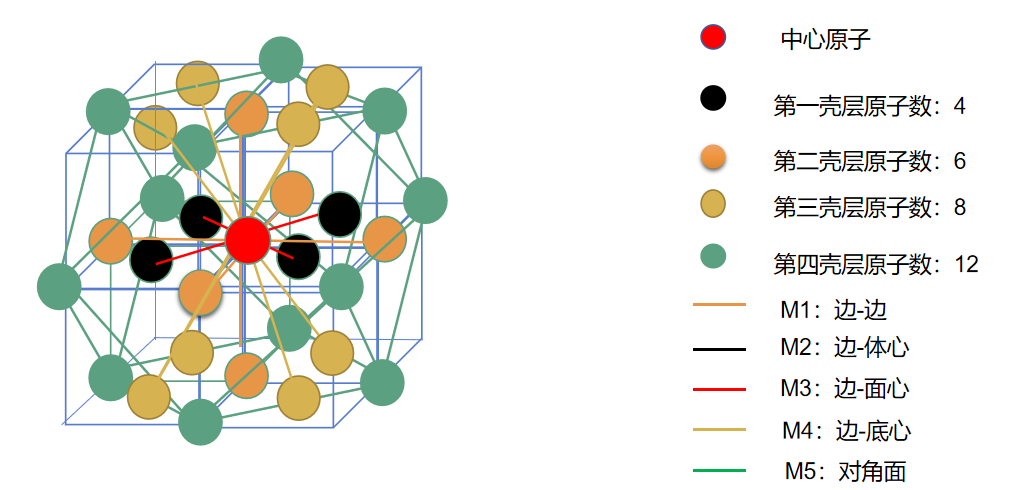 中心原子
第一壳层原子数：4
第二壳层原子数：6
第三壳层原子数：8
第四壳层原子数：12
M1：边-边
M2：边-体心
M3：边-面心
M4：边-底心
M5：对角面